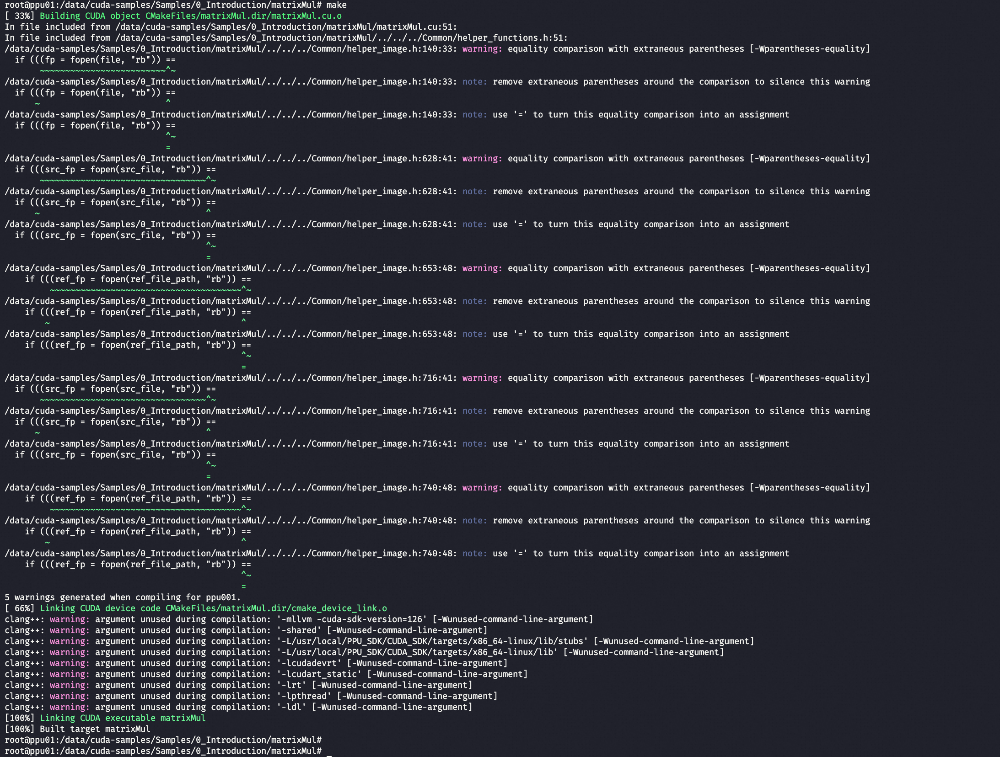 root@ppu01:/data/cuda-samples/Samples/0_Introduction/matrixMul# make
[ 33%] Building CUDA object CMakeFiles/matrixMul.dir/matrixMul.cu.o
In file included from /data/cuda-samples/Samples/0_Introduction/matrixMul/matrixMul.cu:51:
In file included from /data/cuda-samples/Samples/0_Introduction/matrixMul/../../../Common/helper_functions.h:51:
/data/cuda-samples/Samples/0_Introduction/matrixMul/../../../Common/helper_image.h:140:33: warning: equality comparison with extraneous parentheses [-Wparentheses-equality]
  if (((fp = fopen(file, "rb")) ==
       ~~~~~~~~~~~~~~~~~~~~~~~~~^~
/data/cuda-samples/Samples/0_Introduction/matrixMul/../../../Common/helper_image.h:140:33: note: remove extraneous parentheses around the comparison to silence this warning
  if (((fp = fopen(file, "rb")) ==
      ~                         ^
/data/cuda-samples/Samples/0_Introduction/matrixMul/../../../Common/helper_image.h:140:33: note: use '=' to turn this equality comparison into an assignment
  if (((fp = fopen(file, "rb")) ==
                                ^~
                                =
/data/cuda-samples/Samples/0_Introduction/matrixMul/../../../Common/helper_image.h:628:41: warning: equality comparison with extraneous parentheses [-Wparentheses-equality]
  if (((src_fp = fopen(src_file, "rb")) ==
       ~~~~~~~~~~~~~~~~~~~~~~~~~~~~~~~~~^~
/data/cuda-samples/Samples/0_Introduction/matrixMul/../../../Common/helper_image.h:628:41: note: remove extraneous parentheses around the comparison to silence this warning
  if (((src_fp = fopen(src_file, "rb")) ==
      ~                                 ^
/data/cuda-samples/Samples/0_Introduction/matrixMul/../../../Common/helper_image.h:628:41: note: use '=' to turn this equality comparison into an assignment
  if (((src_fp = fopen(src_file, "rb")) ==
                                        ^~
                                        =
/data/cuda-samples/Samples/0_Introduction/matrixMul/../../../Common/helper_image.h:653:48: warning: equality comparison with extraneous parentheses [-Wparentheses-equality]
    if (((ref_fp = fopen(ref_file_path, "rb")) ==
         ~~~~~~~~~~~~~~~~~~~~~~~~~~~~~~~~~~~~~~^~
/data/cuda-samples/Samples/0_Introduction/matrixMul/../../../Common/helper_image.h:653:48: note: remove extraneous parentheses around the comparison to silence this warning
    if (((ref_fp = fopen(ref_file_path, "rb")) ==
        ~                                      ^
/data/cuda-samples/Samples/0_Introduction/matrixMul/../../../Common/helper_image.h:653:48: note: use '=' to turn this equality comparison into an assignment
    if (((ref_fp = fopen(ref_file_path, "rb")) ==
                                               ^~
                                               =
/data/cuda-samples/Samples/0_Introduction/matrixMul/../../../Common/helper_image.h:716:41: warning: equality comparison with extraneous parentheses [-Wparentheses-equality]
  if (((src_fp = fopen(src_file, "rb")) ==
       ~~~~~~~~~~~~~~~~~~~~~~~~~~~~~~~~~^~
/data/cuda-samples/Samples/0_Introduction/matrixMul/../../../Common/helper_image.h:716:41: note: remove extraneous parentheses around the comparison to silence this warning
  if (((src_fp = fopen(src_file, "rb")) ==
      ~                                 ^
/data/cuda-samples/Samples/0_Introduction/matrixMul/../../../Common/helper_image.h:716:41: note: use '=' to turn this equality comparison into an assignment
  if (((src_fp = fopen(src_file, "rb")) ==
                                        ^~
                                        =
/data/cuda-samples/Samples/0_Introduction/matrixMul/../../../Common/helper_image.h:740:48: warning: equality comparison with extraneous parentheses [-Wparentheses-equality]
    if (((ref_fp = fopen(ref_file_path, "rb")) ==
         ~~~~~~~~~~~~~~~~~~~~~~~~~~~~~~~~~~~~~~^~
/data/cuda-samples/Samples/0_Introduction/matrixMul/../../../Common/helper_image.h:740:48: note: remove extraneous parentheses around the comparison to silence this warning
    if (((ref_fp = fopen(ref_file_path, "rb")) ==
        ~                                      ^
/data/cuda-samples/Samples/0_Introduction/matrixMul/../../../Common/helper_image.h:740:48: note: use '=' to turn this equality comparison into an assignment
    if (((ref_fp = fopen(ref_file_path, "rb")) ==
                                               ^~
                                               =
5 warnings generated when compiling for ppu001.
[ 66%] Linking CUDA device code CMakeFiles/matrixMul.dir/cmake_device_link.o
clang++: warning: argument unused during compilation: '-mllvm -cuda-sdk-version=126' [-Wunused-command-line-argument]
clang++: warning: argument unused during compilation: '-shared' [-Wunused-command-line-argument]
clang++: warning: argument unused during compilation: '-L/usr/local/PPU_SDK/CUDA_SDK/targets/x86_64-linux/lib/stubs' [-Wunused-command-line-argument]
clang++: warning: argument unused during compilation: '-L/usr/local/PPU_SDK/CUDA_SDK/targets/x86_64-linux/lib' [-Wunused-command-line-argument]
clang++: warning: argument unused during compilation: '-lcudadevrt' [-Wunused-command-line-argument]
clang++: warning: argument unused during compilation: '-lcudart_static' [-Wunused-command-line-argument]
clang++: warning: argument unused during compilation: '-lrt' [-Wunused-command-line-argument]
clang++: warning: argument unused during compilation: '-lpthread' [-Wunused-command-line-argument]
clang++: warning: argument unused during compilation: '-ldl' [-Wunused-command-line-argument]
[100%] Linking CUDA executable matrixMul
[100%] Built target matrixMul
root@ppu01:/data/cuda-samples/Samples/0_Introduction/matrixMul#
root@ppu01:/data/cuda-samples/Samples/0_Introduction/matrixMul#